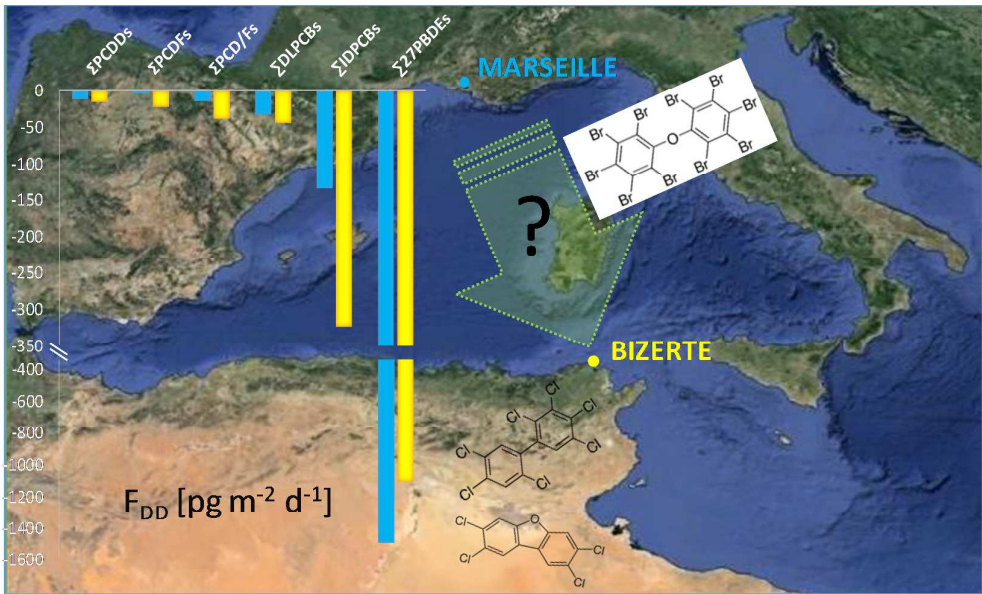 ΣPCDDs
ΣPCDFs
ΣPCD/Fs
ΣDLPCBs
ΣIDPCBs
Σ27PBDEs
MARSEILLE
0
-50
-100
-150
-200
-250
-300
-350
-400
-600
-800
-1000
-1200
-1400
-1600
Br
Br
Br
Br
Br
O
Br
Br
Br
Br
Br
?
BIZERTE
Cl
Cl
Cl
Cl
Cl
Cl
Cl
F_DD [pg m⁻² d⁻¹]
Cl
O
Cl
Cl
Cl